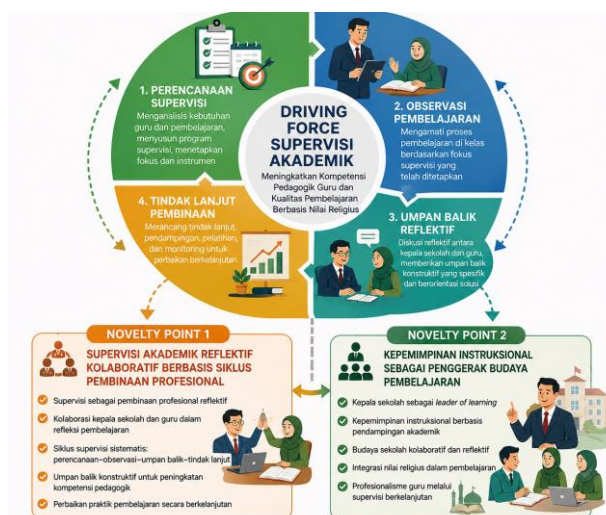 1. PERENCANAAN
SUPERVISI
Menganalisis kebutuhan
guru dan pembelajaran,
menyusun program
supervisi, menetapkan
fokus dan instrumen
2. OBSERVASI
PEMBELAJARAN
Mengamati proses
pembelajaran di kelas
berdasarkan fokus
supervisi yang
telah ditetapkan
DRIVING
FORCE
SUPERVISI
AKADEMIK
Meningkatkan Kompetensi
Pedagogik Guru dan
Kualitas Pembelajaran
Berbasis Nilai Religius
4. TINDAK LANJUT
PEMBINAAN
Merancang tindak lanjut,
pendampingan, pelatihan,
dan monitoring untuk
perbaikan berkelanjutan
3. UMPAN BALIK
REFLEKTIF
Diskusi reflektif antara
kepala sekolah dan guru,
memberikan umpan balik
konstruktif yang spesifik
dan berorientasi solusi
NOVELTY POINT 1
SUPERVISI AKADEMIK REFLEKTIF
KOLABORATIF BERBASIS SIKLUS
PEMBINAAN PROFESIONAL
Supervisi sebagai pembinaan profesional reflektif
Kolaborasi kepala sekolah dan guru dalam
refleksi pembelajaran
Siklus supervisi sistematis:
perencanaan–observasi–umpan balik–tindak lanjut
Umpan balik konstruktif untuk peningkatan
kompetensi pedagogik
Perbaikan praktik pembelajaran secara berkelanjutan
NOVELTY POINT 2
KEPEMIMPINAN INSTRUKSIONAL
SEBAGAI PENGGERAK BUDAYA
PEMBELAJARAN
Kepala sekolah sebagai leader of learning
Kepemimpinan instruksional berbasis
pendampingan akademik
Budaya sekolah kolaboratif dan reflektif
Integrasi nilai religius dalam pembelajaran
Profesionalisme guru melalui
supervisi berkelanjutan